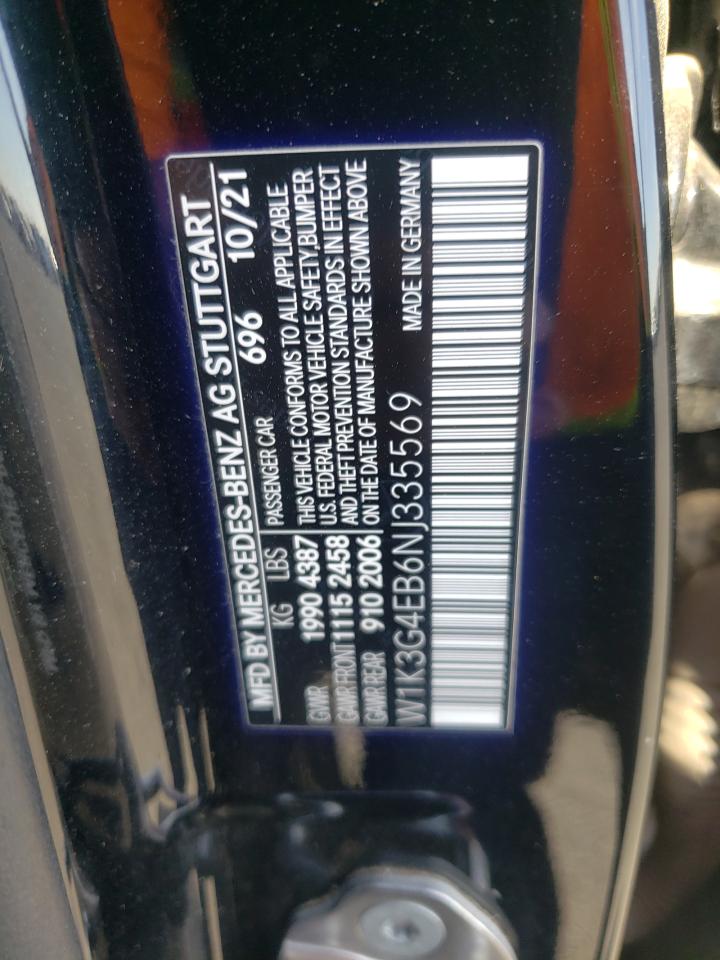 MFD BY MERCEDES-BENZ AG STUTTGART
KG LBS PASSENGER CAR 696 10/21
GWR 1990 4387 THIS VEHICLE CONFORMS TO ALL APPLICABLE
GAWR FRONT 1115 2458 U.S. FEDERAL MOTOR VEHICLE SAFETY, BUMPER
GAWR REAR 910 2006 AND THEFT PREVENTION STANDARDS IN EFFECT
ON THE DATE OF MANUFACTURE SHOWN ABOVE
W1K3G4EB6NJ335569 MADE IN GERMANY